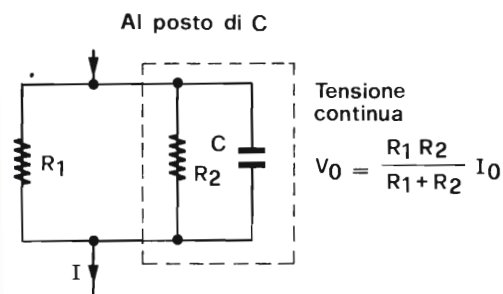 Al posto di C
Tensione
continua
R1
R2
C
V0 = R1 R2 / R1 + R2 I0
I